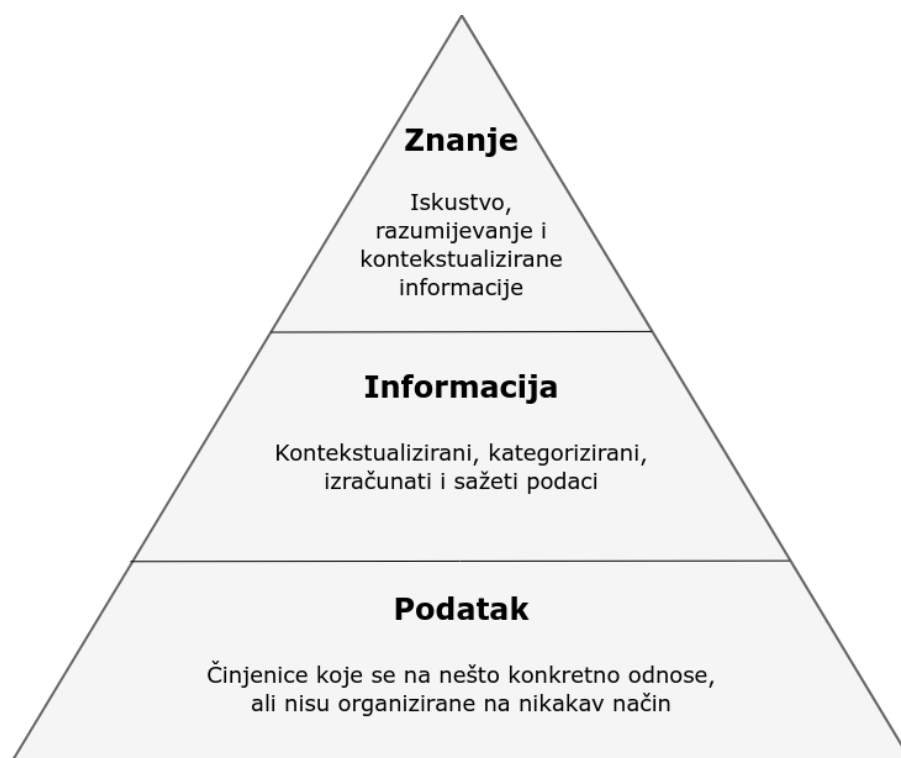 Znanje
Iskustvo,
razumijevanje i
kontekstualizirane
informacije
Informacija
Kontekstualizirani, kategorizirani,
izračunati i sažeti podaci
Podatak
Činjenice koje se na nešto konkretno odnose,
ali nisu organizirane na nikakav način